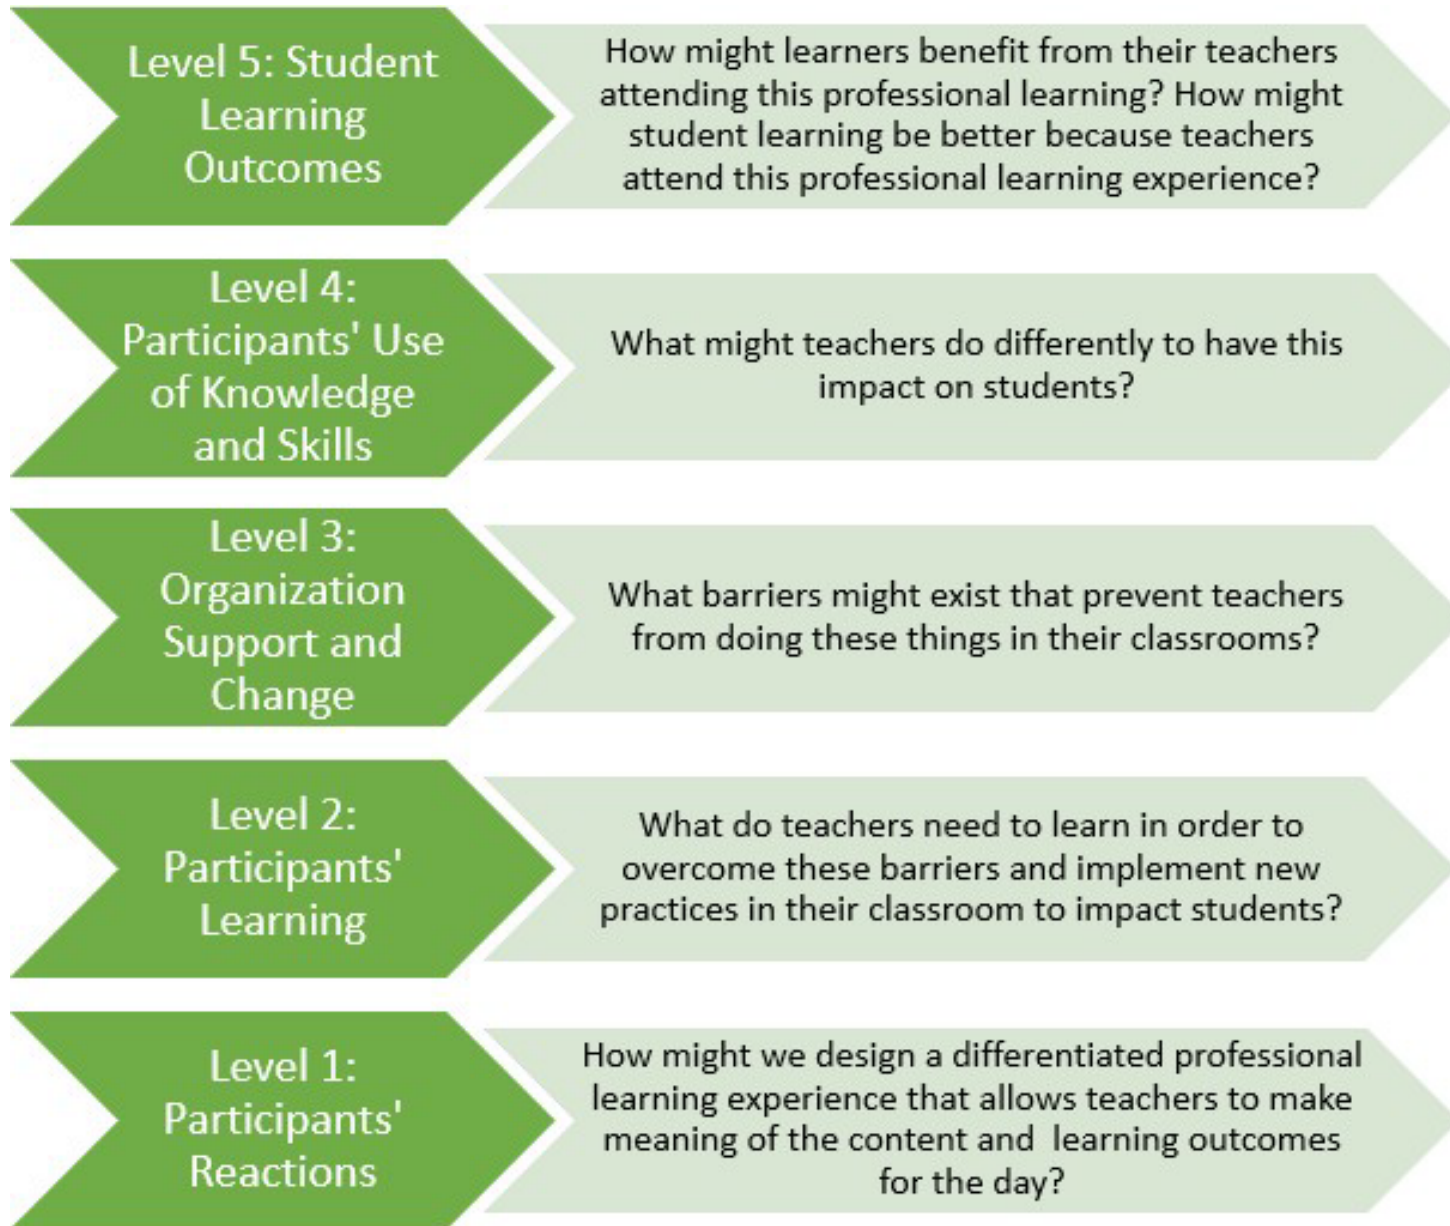 Level 5: Student
Learning
Outcomes
How might learners benefit from their teachers
attending this professional learning? How might
student learning be better because teachers
attend this professional learning experience?
Level 4:
Participants' Use
of Knowledge
and Skills
What might teachers do differently to have this
impact on students?
Level 3:
Organization
Support and
Change
What barriers might exist that prevent teachers
from doing these things in their classrooms?
Level 2:
Participants'
Learning
What do teachers need to learn in order to
overcome these barriers and implement new
practices in their classroom to impact students?
Level 1:
Participants'
Reactions
How might we design a differentiated professional
learning experience that allows teachers to make
meaning of the content and  learning outcomes
for the day?